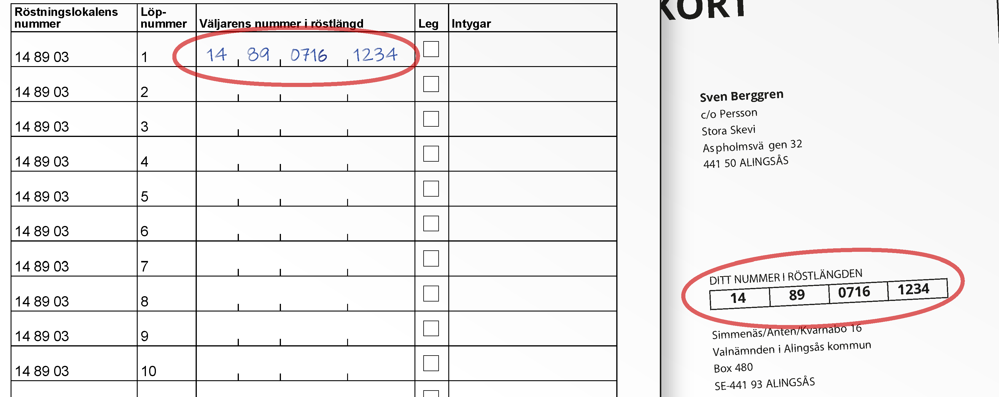 Röstningslokalens nummer Löp-nummer Väljarens nummer i röstlängd Leg Intygar
14 89 03 1 14 89 0716 1234
14 89 03 2
14 89 03 3
14 89 03 4
14 89 03 5
14 89 03 6
14 89 03 7
14 89 03 8
14 89 03 9
14 89 03 10
KORT
Sven Berggren
c/o Persson
Stora Skevi
Aspholmsvä gen 32
441 50 ALINGSÅS
DITT NUMMER I RÖSTLÄNGDEN
14 89 0716 1234
Simmenäs/Anten/Kvarnabo 16
Valnämnden i Alingsås kommun
Box 480
SE-441 93 ALINGSÅS